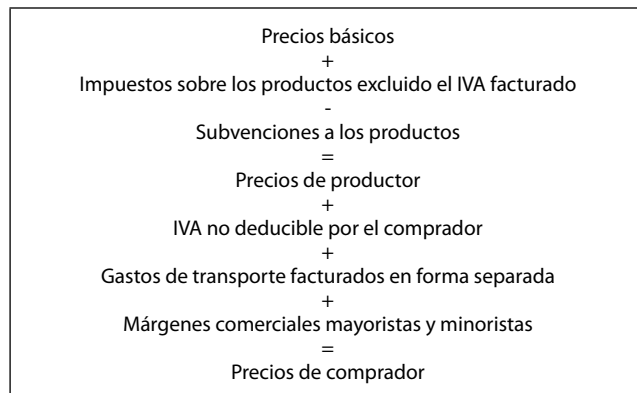 Precios básicos
+
Impuestos sobre los productos excluido el IVA facturado
-
Subvenciones a los productos
=
Precios de productor
+
IVA no deducible por el comprador
+
Gastos de transporte facturados en forma separada
+
Márgenes comerciales mayoristas y minoristas
=
Precios de comprador